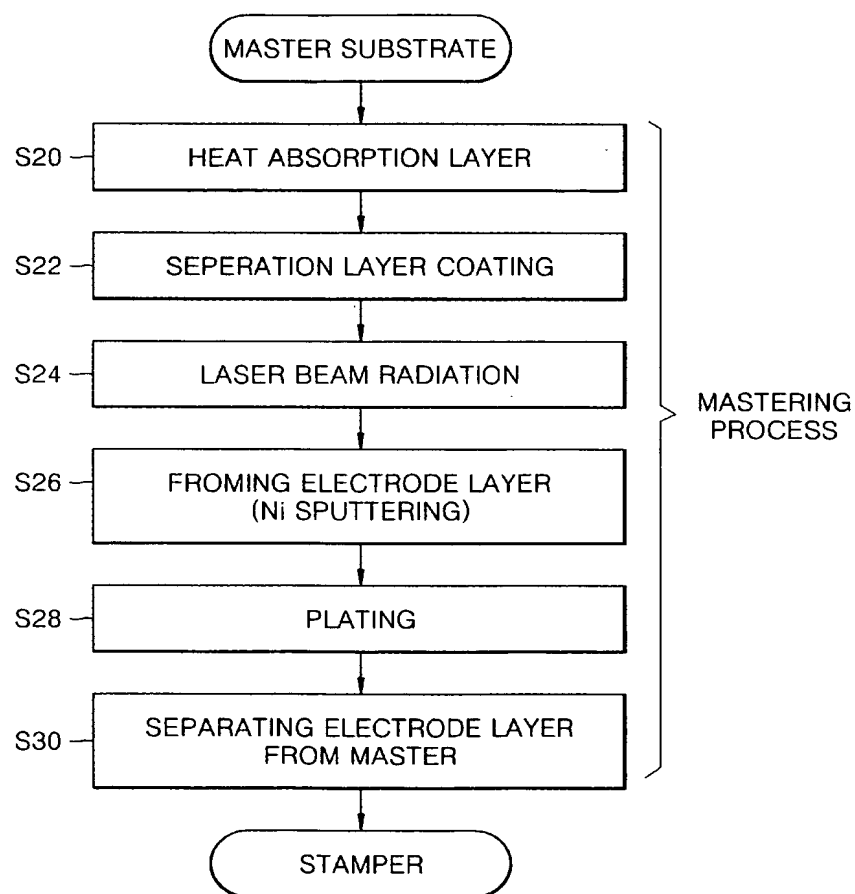 MASTER SUBSTRATE
S20
HEAT ABSORPTION LAYER
S22
SEPERATION LAYER COATING
S24
LASER BEAM RADIATION
MASTERING
PROCESS
S26
FROMING ELECTRODE LAYER
(Ni SPUTTERING)
S28
PLATING
S30
SEPARATING ELECTRODE LAYER
FROM MASTER
STAMPER